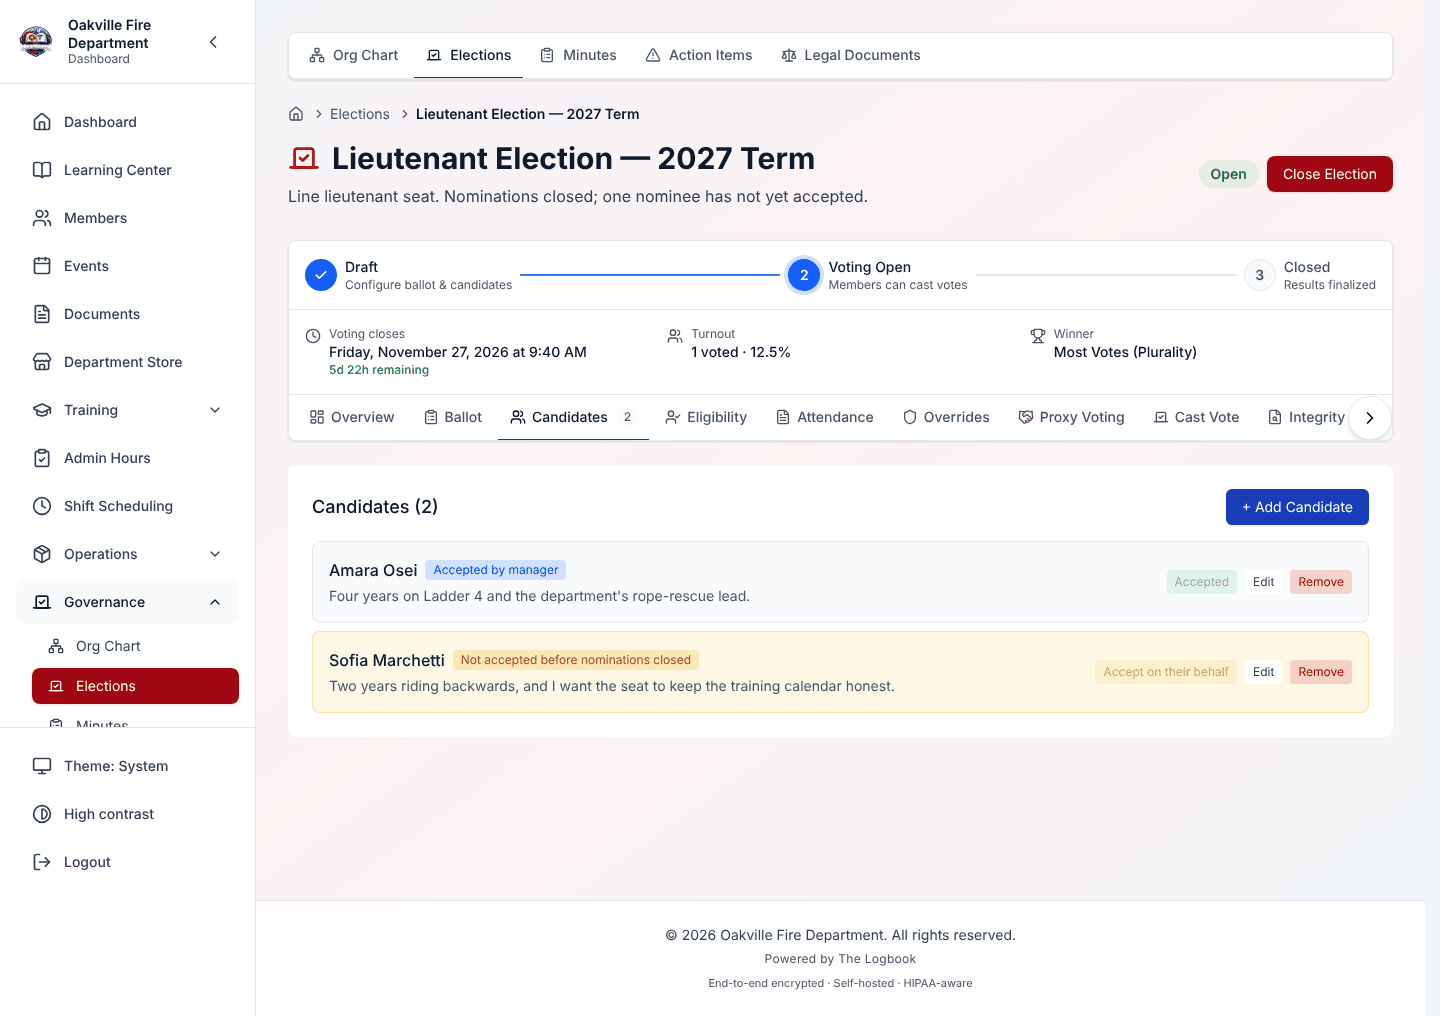 Oakville Fire
Department
Dashboard
Dashboard
Learning Center
Members
Events
Documents
Department Store
Training
Admin Hours
Shift Scheduling
Operations
Governance
Org Chart
Elections
Minutes
Theme: System
High contrast
Logout
Org Chart
Elections
Minutes
Action Items
Legal Documents
Elections
Lieutenant Election — 2027 Term
Lieutenant Election — 2027 Term
Line lieutenant seat. Nominations closed; one nominee has not yet accepted.
Open
Close Election
Draft
Configure ballot & candidates
2
Voting Open
Members can cast votes
3
Closed
Results finalized
Voting closes
Friday, November 27, 2026 at 9:40 AM
5d 22h remaining
Turnout
1 voted · 12.5%
Winner
Most Votes (Plurality)
Overview
Ballot
Candidates 2
Eligibility
Attendance
Overrides
Proxy Voting
Cast Vote
Integrity
Candidates (2)
+ Add Candidate
Amara Osei
Accepted by manager
Four years on Ladder 4 and the department's rope-rescue lead.
Accepted
Edit
Remove
Sofia Marchetti
Not accepted before nominations closed
Two years riding backwards, and I want the seat to keep the training calendar honest.
Accept on their behalf
Edit
Remove
© 2026 Oakville Fire Department. All rights reserved.
Powered by The Logbook
End-to-end encrypted · Self-hosted · HIPAA-aware